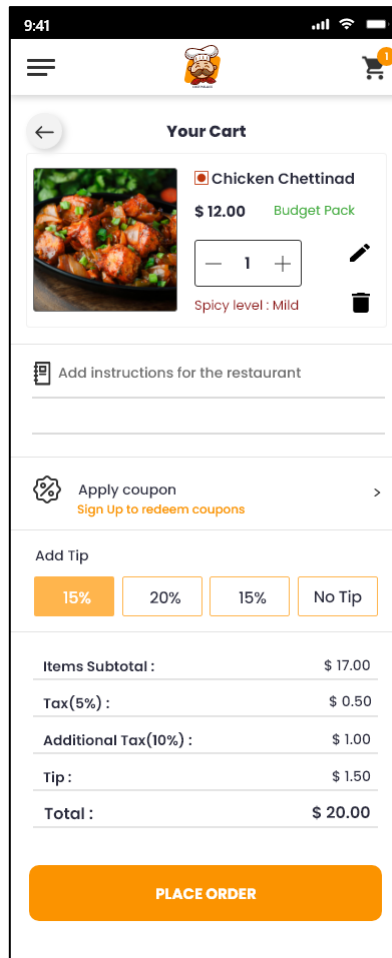 9:41
1
Your Cart
Chicken Chettinad
$ 12.00 Budget Pack
1
Spicy level : Mild
Add instructions for the restaurant
Apply coupon
Sign Up to redeem coupons
Add Tip
15% 20% 15% No Tip
Items Subtotal : $ 17.00
Tax(5%) : $ 0.50
Additional Tax(10%) : $ 1.00
Tip : $ 1.50
Total : $ 20.00
PLACE ORDER